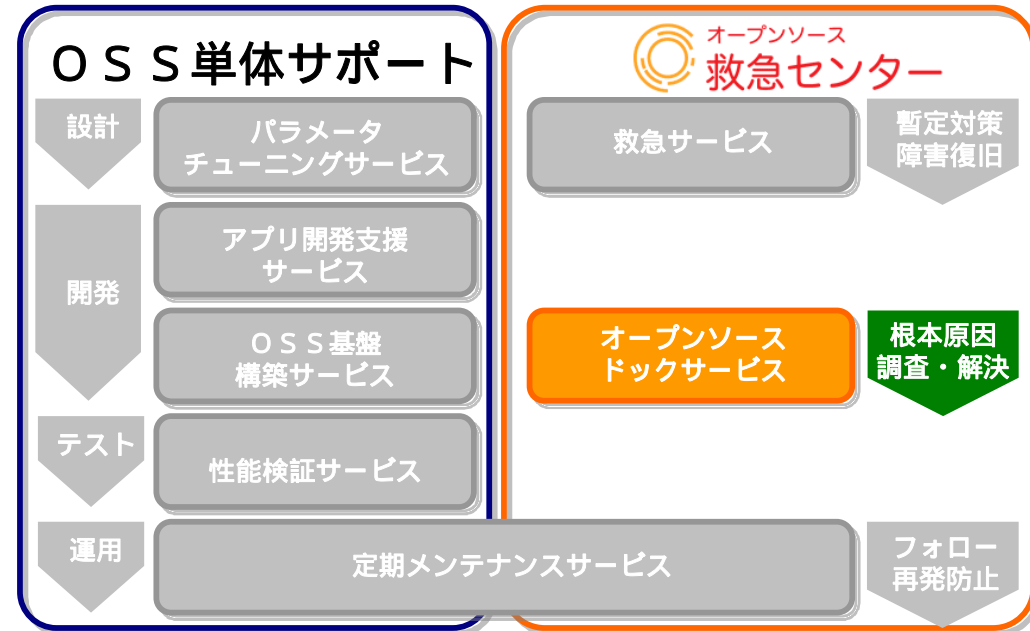 ＯＳＳ単体サポート
設計
パラメータ
チューニングサービス
開発
アプリ開発支援
サービス
ＯＳＳ基盤
構築サービス
テスト
性能検証サービス
運用
定期メンテナンスサービス
オープンソース
救急センター
救急サービス
暫定対策
障害復旧
オープンソース
ドックサービス
根本原因
調査・解決
フォロー
再発防止